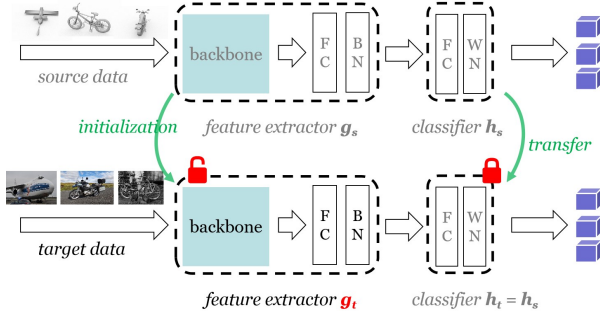 backbone
F
C
B
N
F
C
W
N
source data
initialization
feature extractor gₛ
classifier hₛ
transfer
backbone
F
C
B
N
F
C
W
N
target data
feature extractor gₜ
classifier hₜ = hₛ